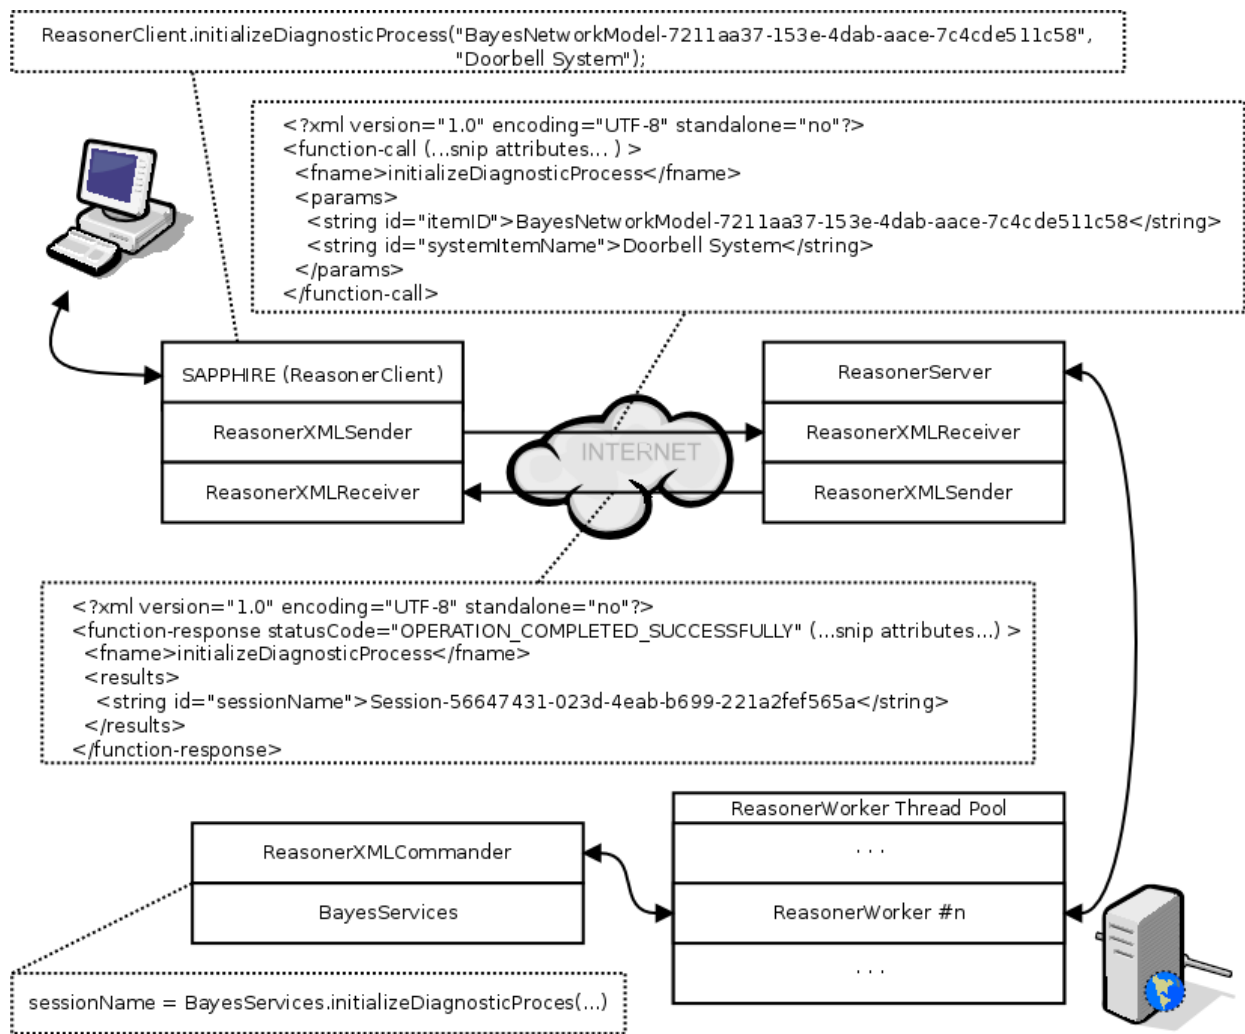 ReasonerClient.initializeDiagnosticProcess("BayesNetworkModel-7211aa37-153e-4dab-aace-7c4cde511c58",
"Doorbell System");
<?xml version="1.0" encoding="UTF-8" standalone="no"?>
<function-call (...snip attributes... ) >
<fname>initializeDiagnosticProcess</fname>
<params>
<string id="itemID">BayesNetworkModel-7211aa37-153e-4dab-aace-7c4cde511c58</string>
<string id="systemItemName">Doorbell System</string>
</params>
</function-call>
SAPPHIRE (ReasonerClient)
ReasonerXMLSender
ReasonerXMLReceiver
INTERNET
ReasonerServer
ReasonerXMLReceiver
ReasonerXMLSender
<?xml version="1.0" encoding="UTF-8" standalone="no"?>
<function-response statusCode="OPERATION_COMPLETED_SUCCESSFULLY" (...snip attributes...) >
<fname>initializeDiagnosticProcess</fname>
<results>
<string id="sessionName">Session-56647431-023d-4eab-b699-221a2fef565a</string>
</results>
</function-response>
ReasonerWorker Thread Pool
. . .
ReasonerWorker #n
. . .
ReasonerXMLCommander
BayesServices
sessionName = BayesServices.initializeDiagnosticProces(...)